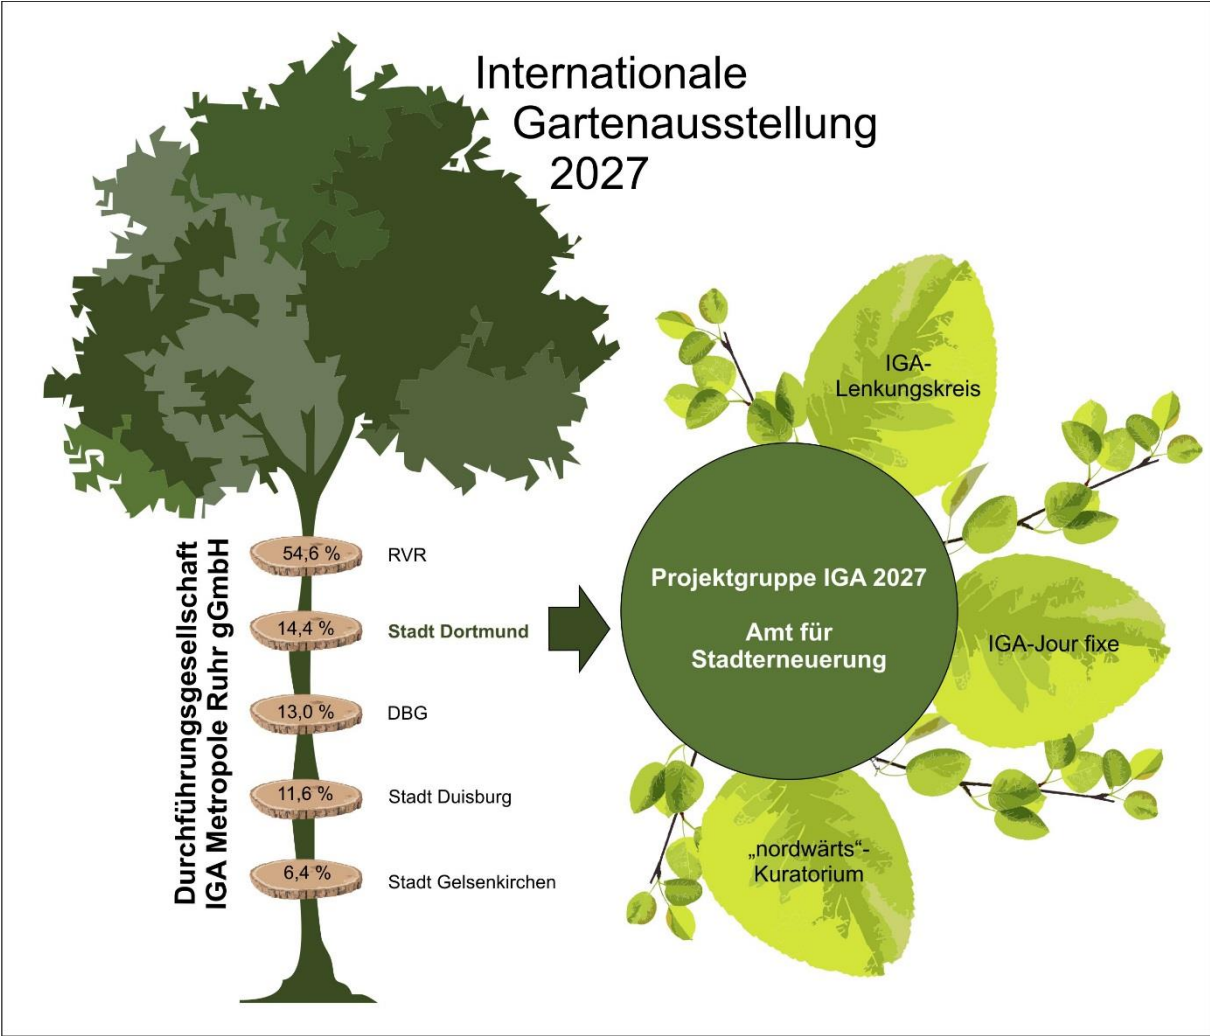 Internationale
Gartenausstellung
2027
Durchführungsgesellschaft
IGA Metropole Ruhr gGmbH
54,6 %
RVR
14,4 %
Stadt Dortmund
13,0 %
DBG
11,6 %
Stadt Duisburg
6,4 %
Stadt Gelsenkirchen
Projektgruppe IGA 2027
Amt für
Stadterneuerung
IGA-
Lenkungskreis
IGA-Jour fixe
„nordwärts“-
Kuratorium